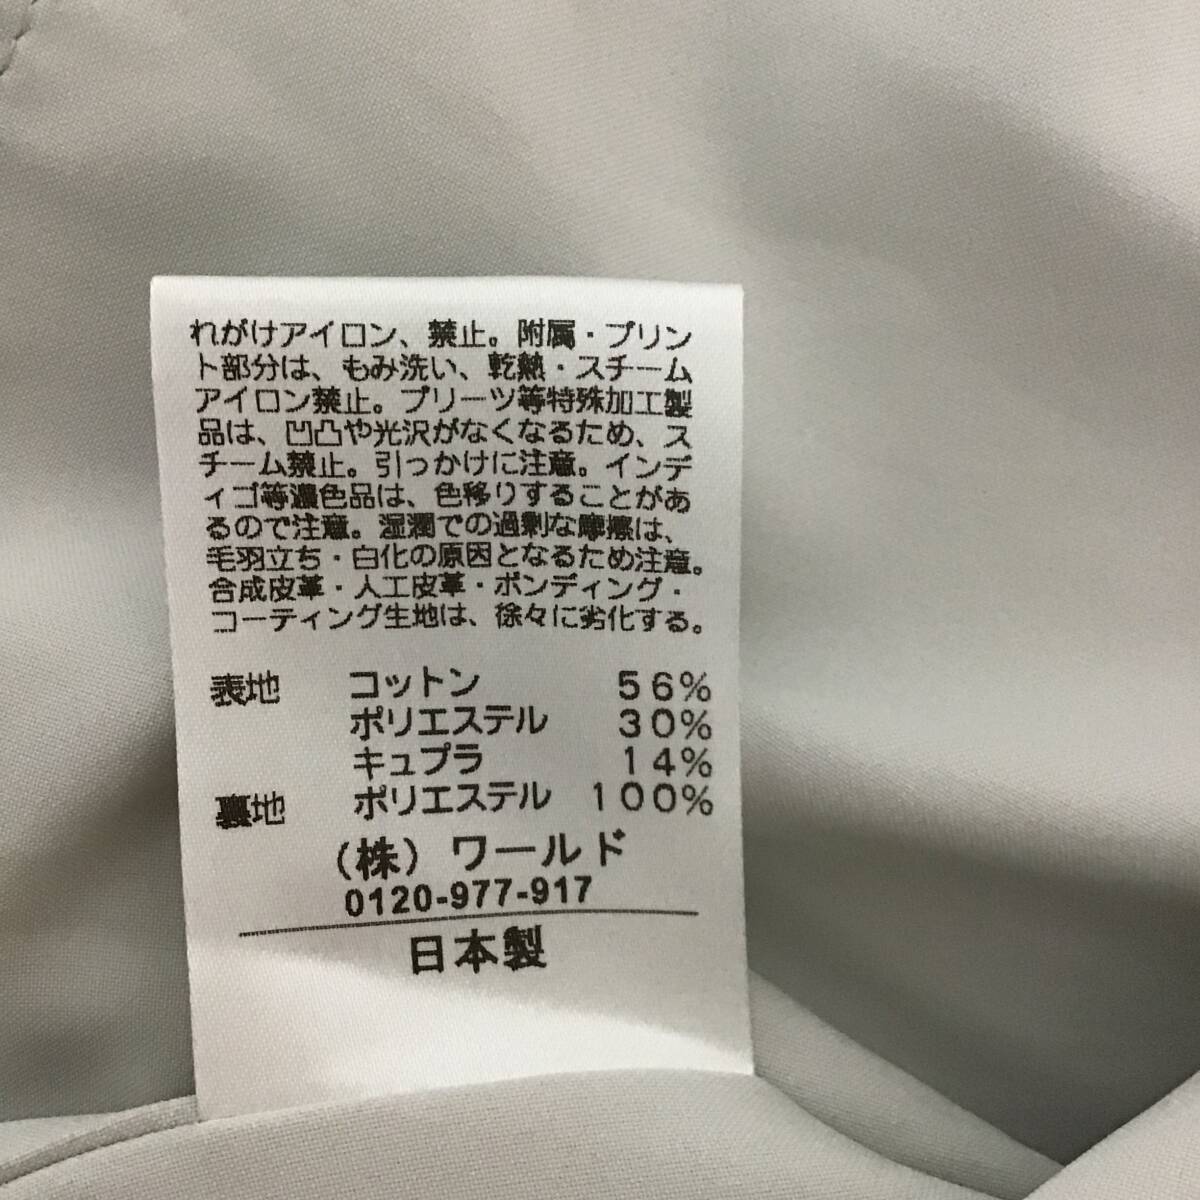 れがけアイロン、禁止。附属・プリン
ト部分は、もみ洗い、乾熱・スチーム
アイロン禁止。プリーツ等特殊加工製
品は、凹凸や光沢がなくなるため、ス
チーム禁止。引っかけに注意。インデ
ィゴ等濃色品は、色移りすることがあ
るので注意。湿潤での過剰な摩擦は、
毛羽立ち・白化の原因となるため注意。
合成皮革・人工皮革・ボンディング・
コーティング生地は、徐々に劣化する。
表地 コットン 56%
ポリエステル 30%
キュプラ 14%
裏地 ポリエステル 100%
（株）ワールド
0120-977-917
日本製